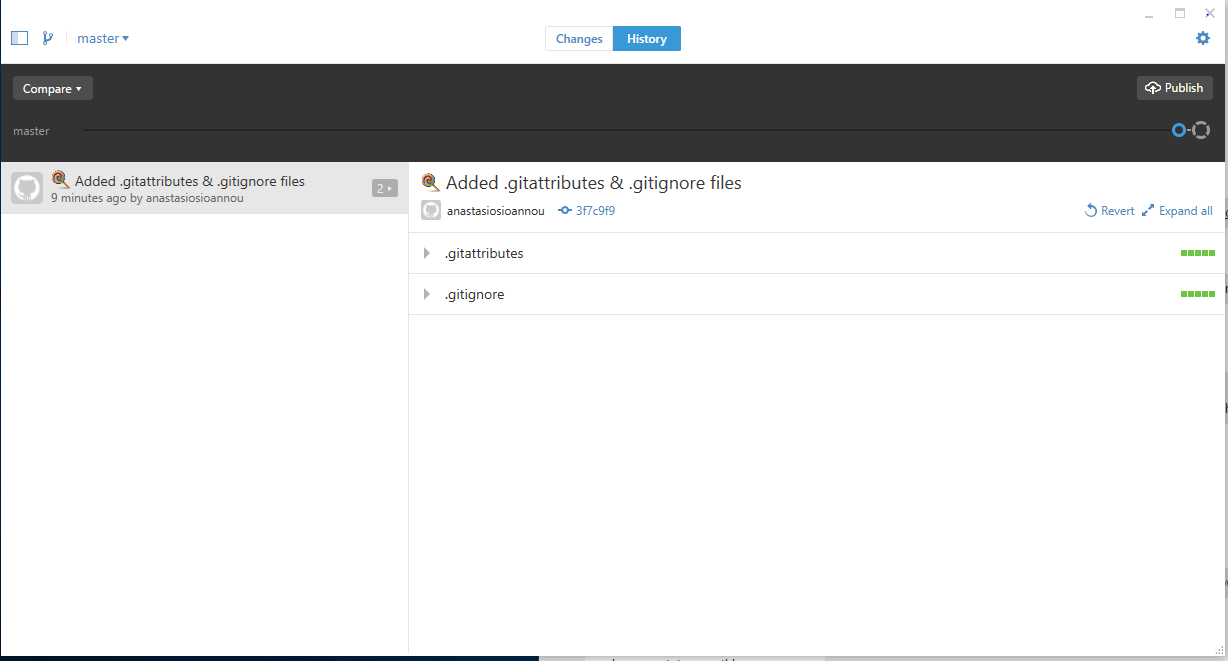 master
Changes
History
Compare
Publish
master
Added .gitattributes & .gitignore files
9 minutes ago by anastasiosioannou
2
Added .gitattributes & .gitignore files
anastasiosioannou
3f7c9f9
Revert
Expand all
.gitattributes
.gitignore